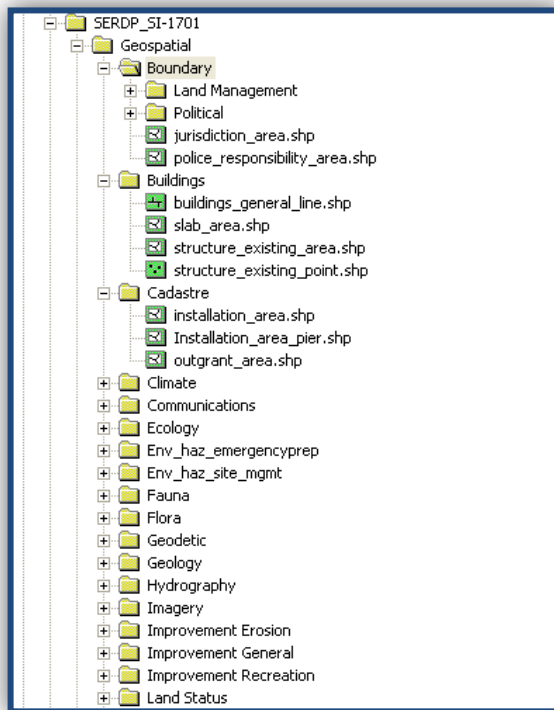 SERDP_SI-1701
Geospatial
Boundary
Land Management
Political
jurisdiction_area.shp
police_responsibility_area.shp
Buildings
buildings_general_line.shp
slab_area.shp
structure_existing_area.shp
structure_existing_point.shp
Cadastre
installation_area.shp
Installation_area_pier.shp
outgrant_area.shp
Climate
Communications
Ecology
Env_haz_emergencyprep
Env_haz_site_mgmt
Fauna
Flora
Geodetic
Geology
Hydrography
Imagery
Improvement Erosion
Improvement General
Improvement Recreation
Land Status